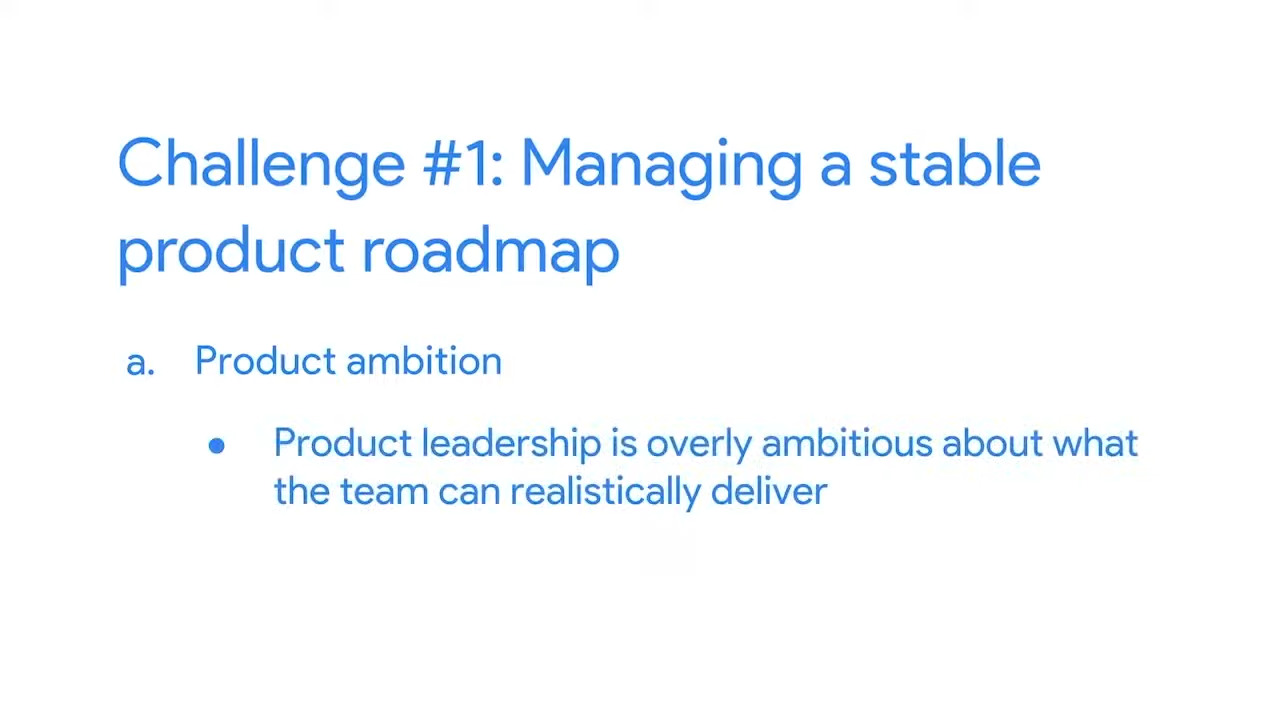 Challenge #1: Managing a stable
product roadmap
a. Product ambition
● Product leadership is overly ambitious about what
the team can realistically deliver